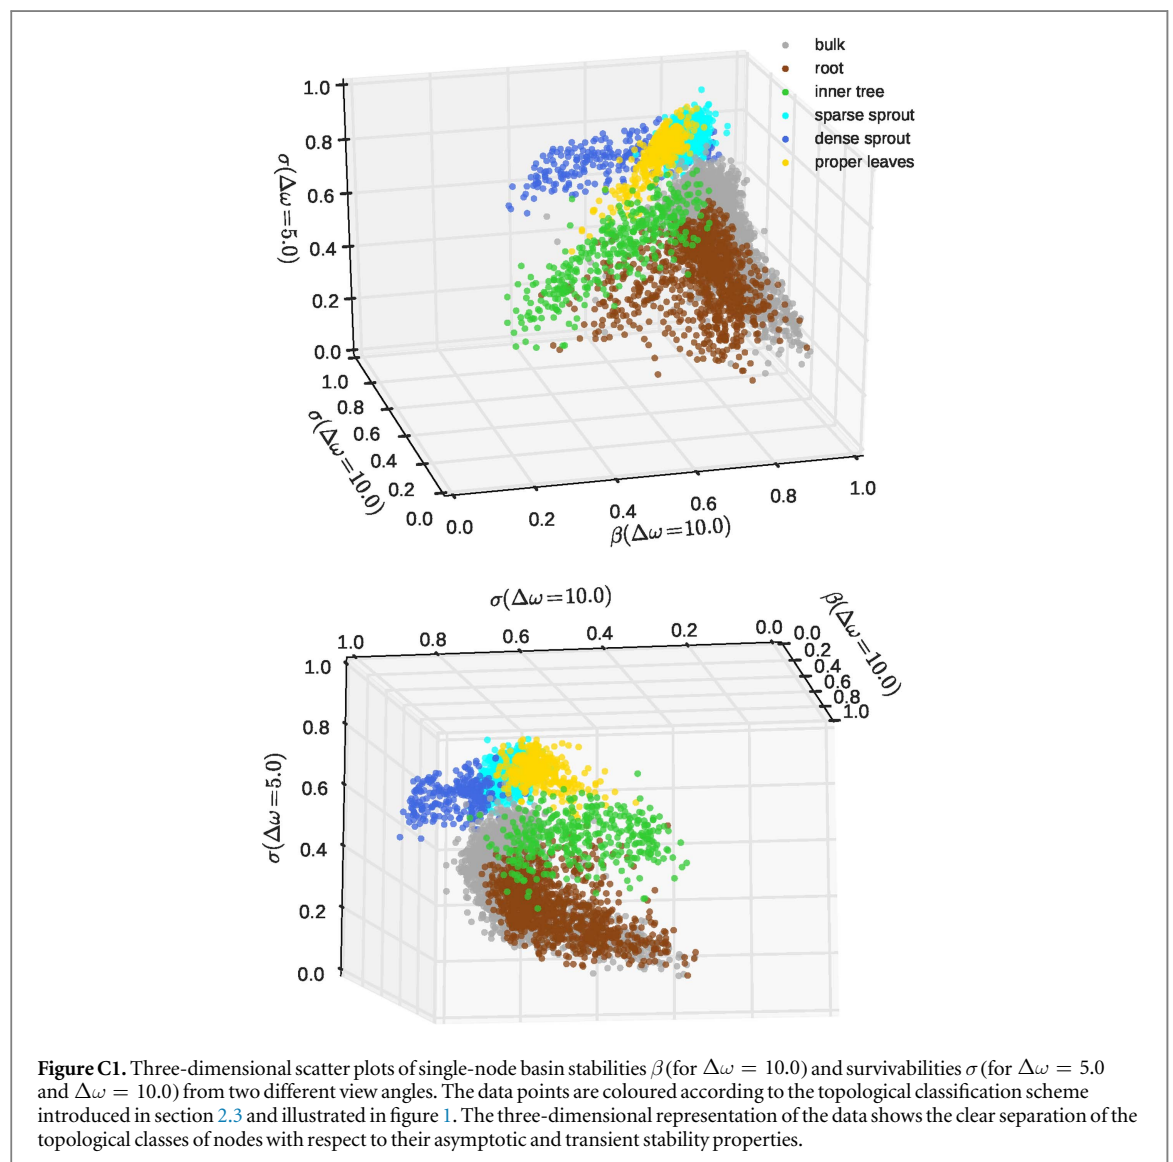 bulk
root
inner tree
sparse sprout
dense sprout
proper leaves
1.0
0.8
0.6
0.4
0.2
0.0
σ(Δω=5.0)
1.0
0.8
0.6
0.4
0.2
0.0
σ(Δω=10.0)
0.0
0.2
0.4
0.6
0.8
1.0
β(Δω=10.0)
σ(Δω=10.0)
1.0
0.8
0.6
0.4
0.2
0.0
β(Δω=10.0)
0.0
0.2
0.4
0.6
0.8
1.0
1.0
0.8
0.6
0.4
0.2
0.0
σ(Δω=5.0)
Figure C1. Three-dimensional scatter plots of single-node basin stabilities β (for Δω = 10.0) and survivabilities σ (for Δω = 5.0
and Δω = 10.0) from two different view angles. The data points are coloured according to the topological classification scheme
introduced in section 2.3 and illustrated in figure 1. The three-dimensional representation of the data shows the clear separation of the
topological classes of nodes with respect to their asymptotic and transient stability properties.